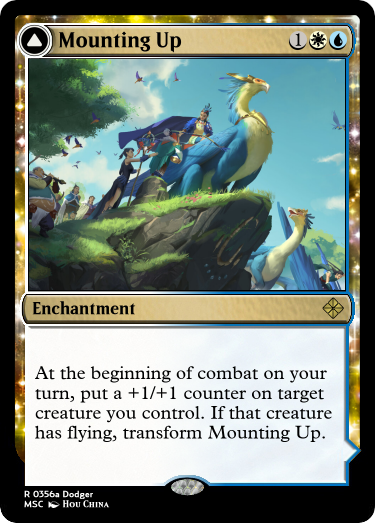 Mounting Up 1
Enchantment
At the beginning of combat on your
turn, put a +1/+1 counter on target
creature you control. If that creature
has flying, transform Mounting Up.
R 0356a Dodger
MSC Hou China